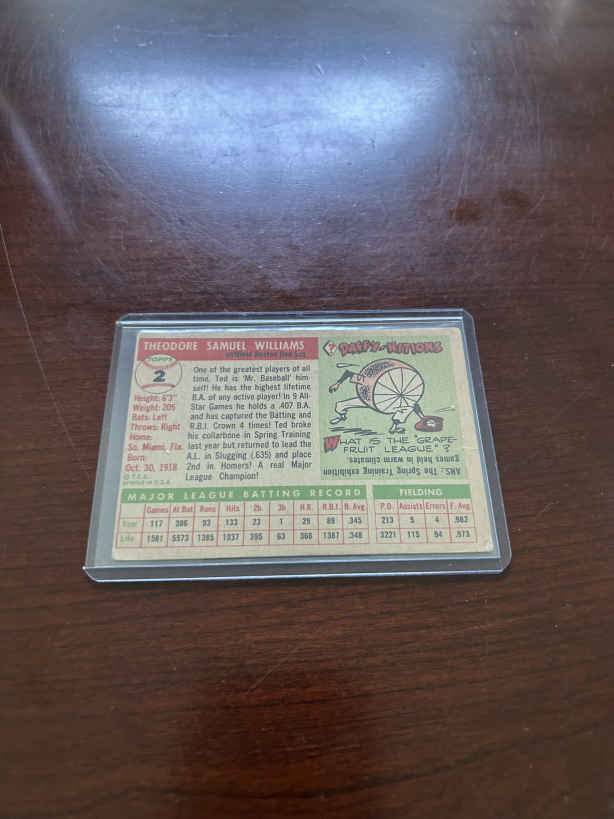 THEODORE SAMUEL WILLIAMS
outfield Boston Red Sox
TOPPS
2
Height: 6'3"
Weight: 205
Bats: Left
Throws: Right
Home:
So. Miami, Fla.
Born:
Oct. 30, 1918
© T.C.G.
printed in U.S.A.
One of the greatest players of all
time, Ted is 'Mr. Baseball' him-
self! He has the highest lifetime
B.A. of any active player! In 9 All-
Star Games he holds a .407 B.A.
and has captured the Batting and
R.B.I. Crown 4 times! Ted broke
his collarbone in Spring Training
last year but returned to lead the
A.L. in Slugging (.635) and place
2nd in Homers! A real Major
League Champion!
? DAFFY-NITIONS
WHAT IS THE "GRAPE-
FRUIT LEAGUE"?
ANS.: The Spring Training exhibition
games held in warm climates.
MAJOR LEAGUE BATTING RECORD FIELDING
Games At Bat Runs Hits 2b 3b H.R. R.B.I. B. Avg. P.O. Assists Errors F. Avg.
Year 117 386 93 133 23 1 29 89 .345 213 5 4 .982
Life 1581 5573 1385 1937 395 63 366 1387 .348 3221 115 94 .973